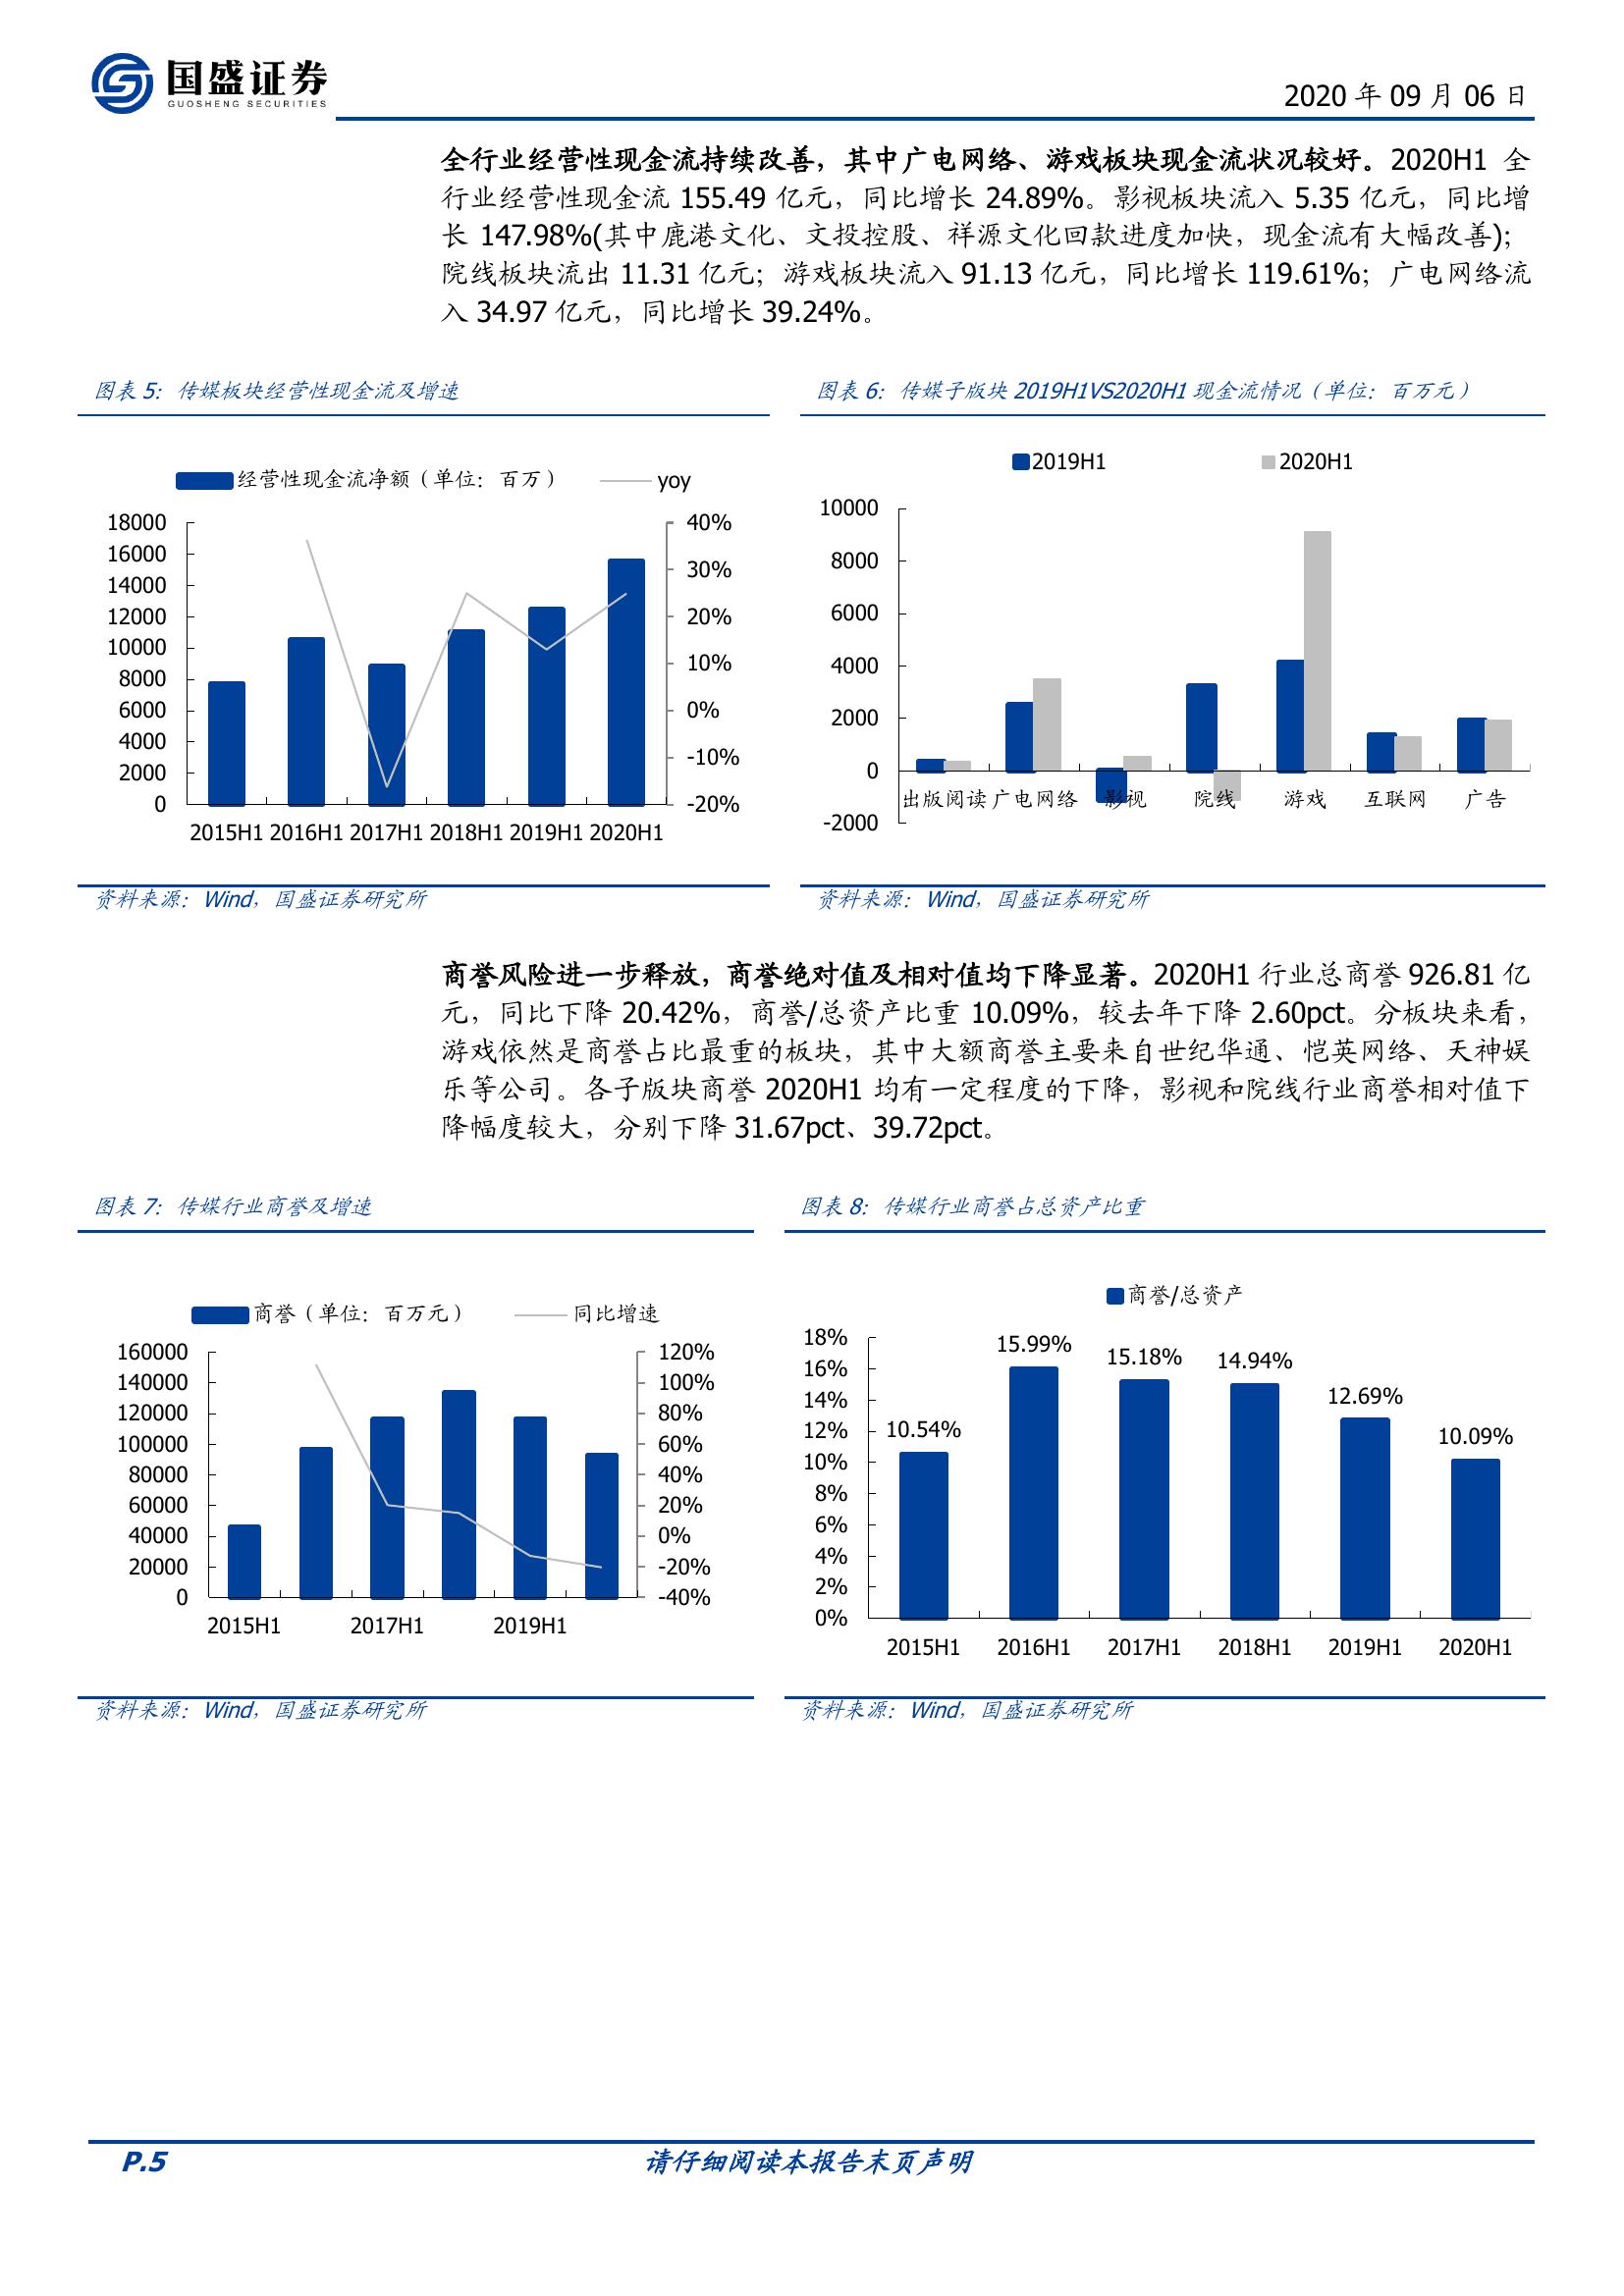 国盛证券
GUOSHENG SECURITIES
2020 年 09 月 06 日
全行业经营性现金流持续改善，其中广电网络、游戏板块现金流状况较好。2020H1 全
行业经营性现金流 155.49 亿元，同比增长 24.89%。影视板块流入 5.35 亿元，同比增
长 147.98%(其中鹿港文化、文投控股、祥源文化回款进度加快，现金流有大幅改善)；
院线板块流出 11.31 亿元；游戏板块流入 91.13 亿元，同比增长 119.61%；广电网络流
入 34.97 亿元，同比增长 39.24%。
图表 5：传媒板块经营性现金流及增速
经营性现金流净额（单位：百万） yoy
18000
16000
14000
12000
10000
8000
6000
4000
2000
0
40%
30%
20%
10%
0%
-10%
-20%
2015H1 2016H1 2017H1 2018H1 2019H1 2020H1
资料来源：Wind，国盛证券研究所
图表 6：传媒子版块 2019H1VS2020H1 现金流情况（单位：百万元）
2019H1 2020H1
10000
8000
6000
4000
2000
0
-2000
出版阅读 广电网络 影视 院线 游戏 互联网 广告
资料来源：Wind，国盛证券研究所
商誉风险进一步释放，商誉绝对值及相对值均下降显著。2020H1 行业总商誉 926.81 亿
元，同比下降 20.42%，商誉/总资产比重 10.09%，较去年下降 2.60pct。分板块来看，
游戏依然是商誉占比最重的板块，其中大额商誉主要来自世纪华通、恺英网络、天神娱
乐等公司。各子版块商誉 2020H1 均有一定程度的下降，影视和院线行业商誉相对值下
降幅度较大，分别下降 31.67pct、39.72pct。
图表 7：传媒行业商誉及增速
商誉（单位：百万元） 同比增速
160000
140000
120000
100000
80000
60000
40000
20000
0
120%
100%
80%
60%
40%
20%
0%
-20%
-40%
2015H1 2017H1 2019H1
资料来源：Wind，国盛证券研究所
图表 8：传媒行业商誉占总资产比重
商誉/总资产
18%
16%
14%
12%
10%
8%
6%
4%
2%
0%
10.54% 15.99% 15.18% 14.94% 12.69% 10.09%
2015H1 2016H1 2017H1 2018H1 2019H1 2020H1
资料来源：Wind，国盛证券研究所
P.5 请仔细阅读本报告末页声明